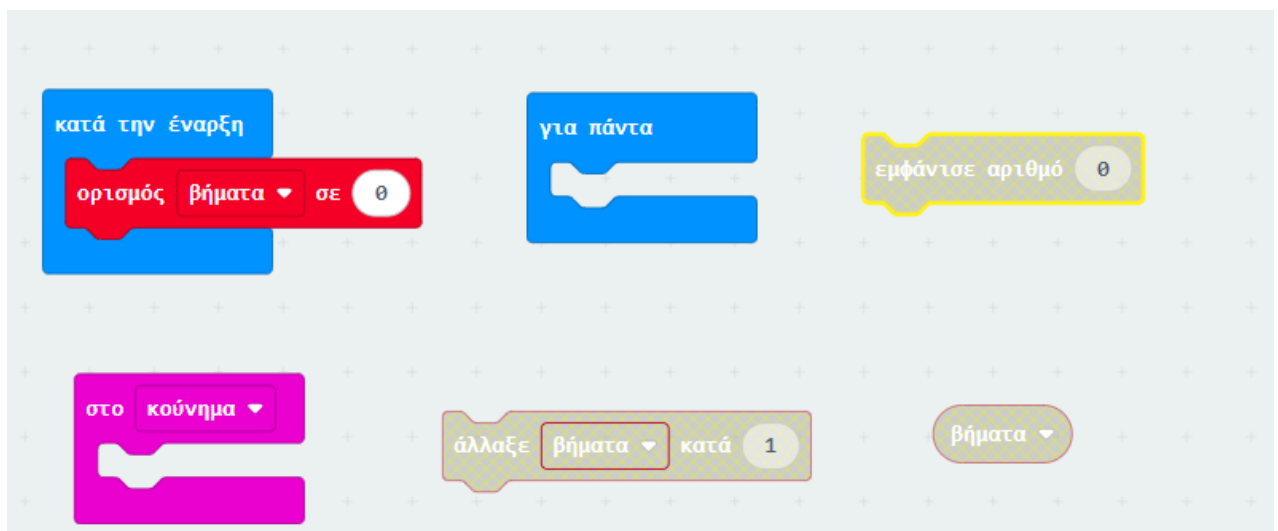 κατά την έναρξη
ορισμός βήματα σε 0
για πάντα
εμφάνισε αριθμό 0
στο κούνημα
άλλαξε βήματα κατά 1
βήματα